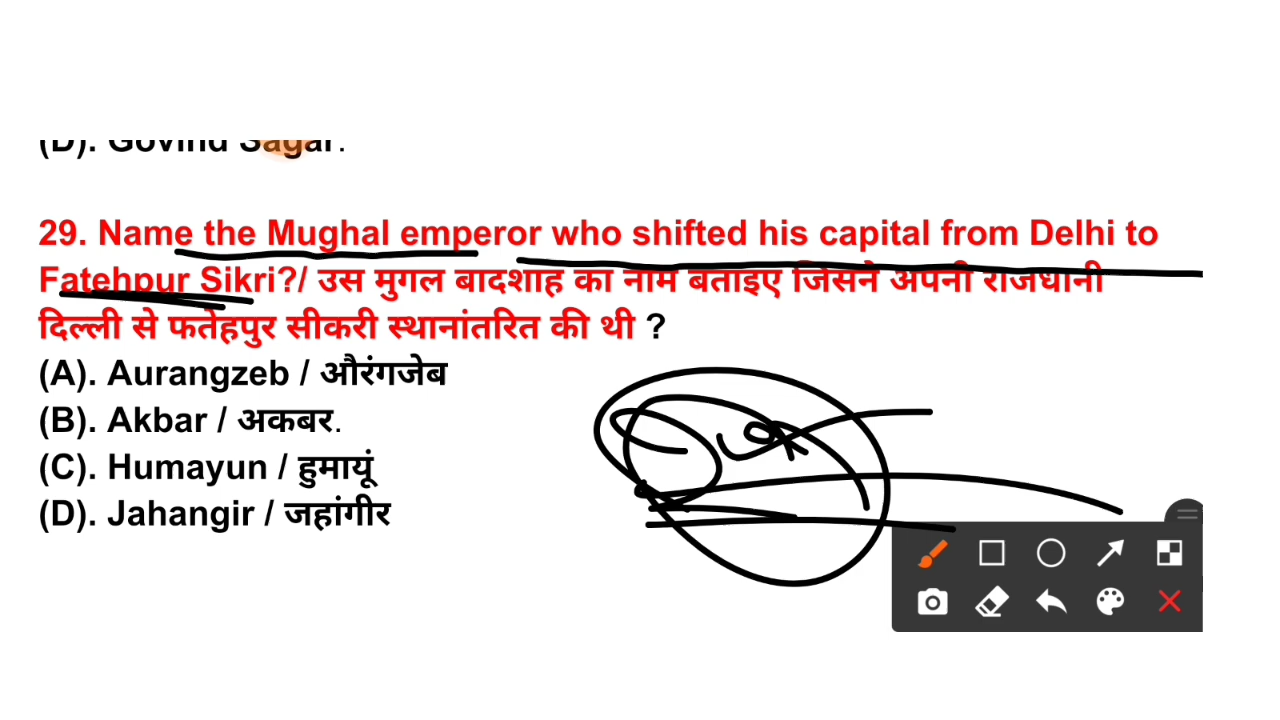 (D). Govind Sagar.
29. Name the Mughal emperor who shifted his capital from Delhi to
Fatehpur Sikri?/ उस मुगल बादशाह का नाम बताइए जिसने अपनी राजधानी
दिल्ली से फतेहपुर सीकरी स्थानांतरित की थी ?
(A). Aurangzeb / औरंगजेब
(B). Akbar / अकबर.
(C). Humayun / हुमायूं
(D). Jahangir / जहांगीर